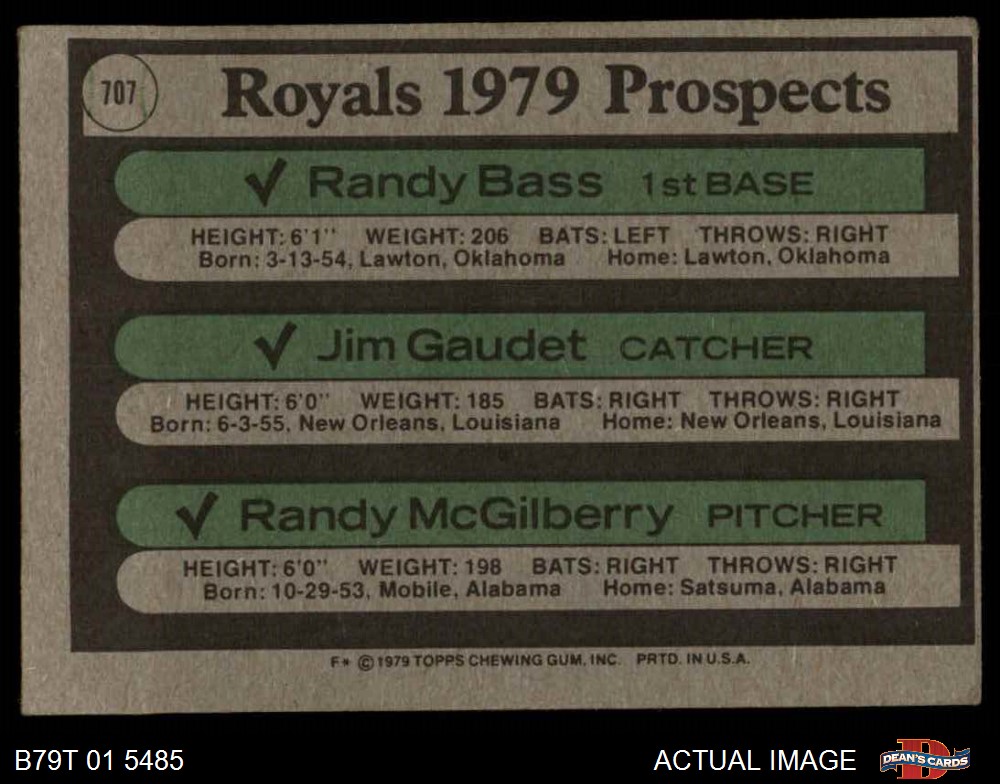 707
Royals 1979 Prospects
✓ Randy Bass 1st BASE
HEIGHT: 6'1" WEIGHT: 206 BATS: LEFT THROWS: RIGHT
Born: 3-13-54, Lawton, Oklahoma Home: Lawton, Oklahoma
✓ Jim Gaudet CATCHER
HEIGHT: 6'0" WEIGHT: 185 BATS: RIGHT THROWS: RIGHT
Born: 6-3-55, New Orleans, Louisiana Home: New Orleans, Louisiana
✓ Randy McGilberry PITCHER
HEIGHT: 6'0" WEIGHT: 198 BATS: RIGHT THROWS: RIGHT
Born: 10-29-53, Mobile, Alabama Home: Satsuma, Alabama
F* © 1979 TOPPS CHEWING GUM, INC. PRTD. IN U.S.A.
B79T 01 5485 ACTUAL IMAGE D DEAN'S CARDS